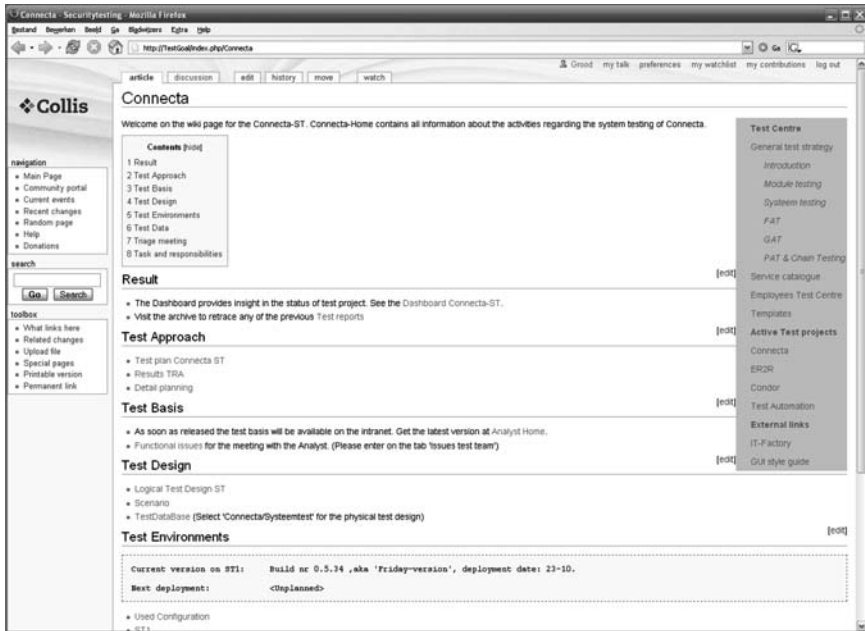 Connecta - Securitytesting - Mozilla Firefox
Bestand Bewerken Beeld Ga Bladwijzers Extra Help
http://TestGoal/index.php/Connecta
Ga
Grood my talk preferences my watchlist my contributions log out
article discussion edit history move watch
Collis
navigation
Main Page
Community portal
Current events
Recent changes
Random page
Help
Donations
search
Go Search
toolbox
What links here
Related changes
Upload file
Special pages
Printable version
Permanent link
Connecta
Welcome on the wiki page for the Connecta-ST. Connecta-Home contains all information about the activities regarding the system testing of Connecta.
Contents [hide]
1 Result
2 Test Approach
3 Test Basis
4 Test Design
5 Test Environments
6 Test Data
7 Triage meeting
8 Task and responsibilities
Result [edit]
The Dashboard provides insight in the status of test project. See the Dashboard Connecta-ST.
Visit the archive to retrace any of the previous Test reports
Test Approach [edit]
Test plan Connecta ST
Results TRA
Detail planning
Test Basis [edit]
As soon as released the test basis will be available on the intranet. Get the latest version at Analyst Home.
Functional issues for the meeting with the Analyst. (Please enter on the tab 'issues test team')
Test Design [edit]
Logical Test Design ST
Scenario
TestDataBase (Select 'Connecta/Systeemtest' for the physical test design)
Test Environments [edit]
Current version on ST1: Build nr 0.5.34 ,aka 'Friday-version', deployment date: 23-10.
Next deployment: <Unplanned>
Used Configuration
ST1
Test Centre
General test strategy
Introduction
Module testing
Systeem testing
FAT
GAT
PAT & Chain Testing
Service catalogue
Employees Test Centre
Templates
Active Test projects
Connecta
ER2R
Condor
Test Automation
External links
IT-Factory
GUI style guide